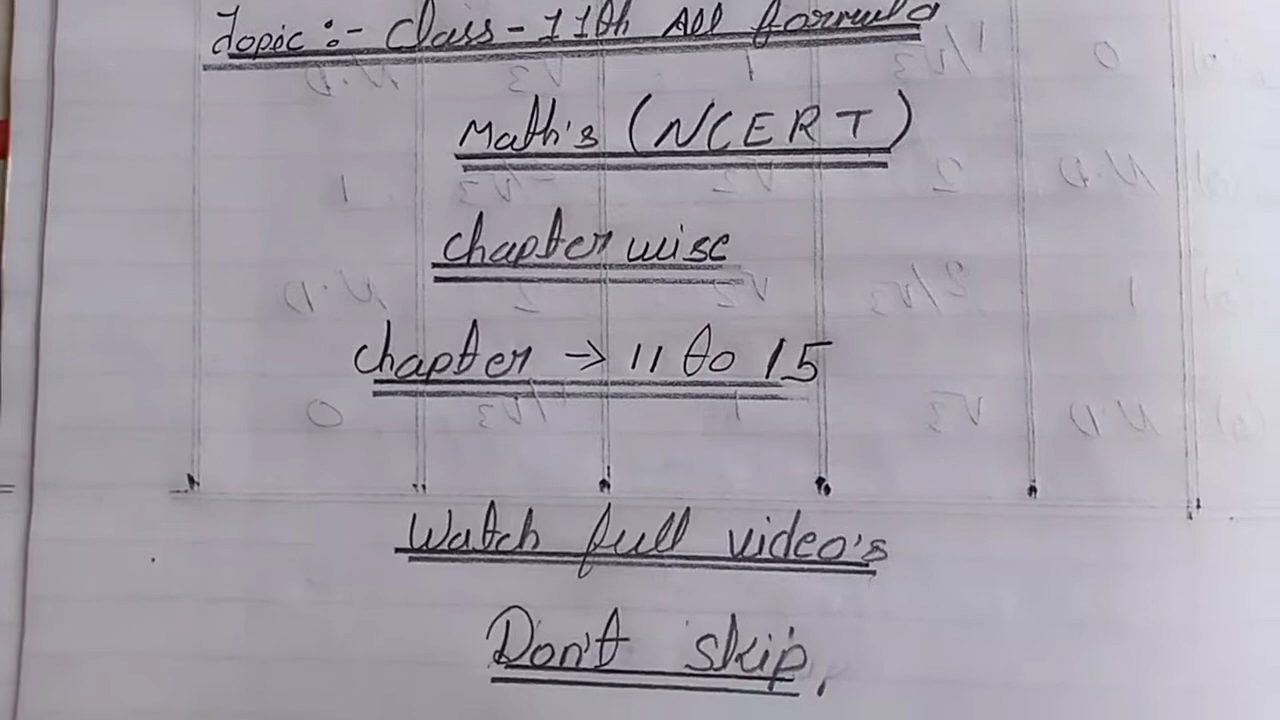 Topic :- Class - 11th All formula
Math's (NCERT)
Chapter wise
Chapter → 11 to 15
Watch full video's
Don't skip.